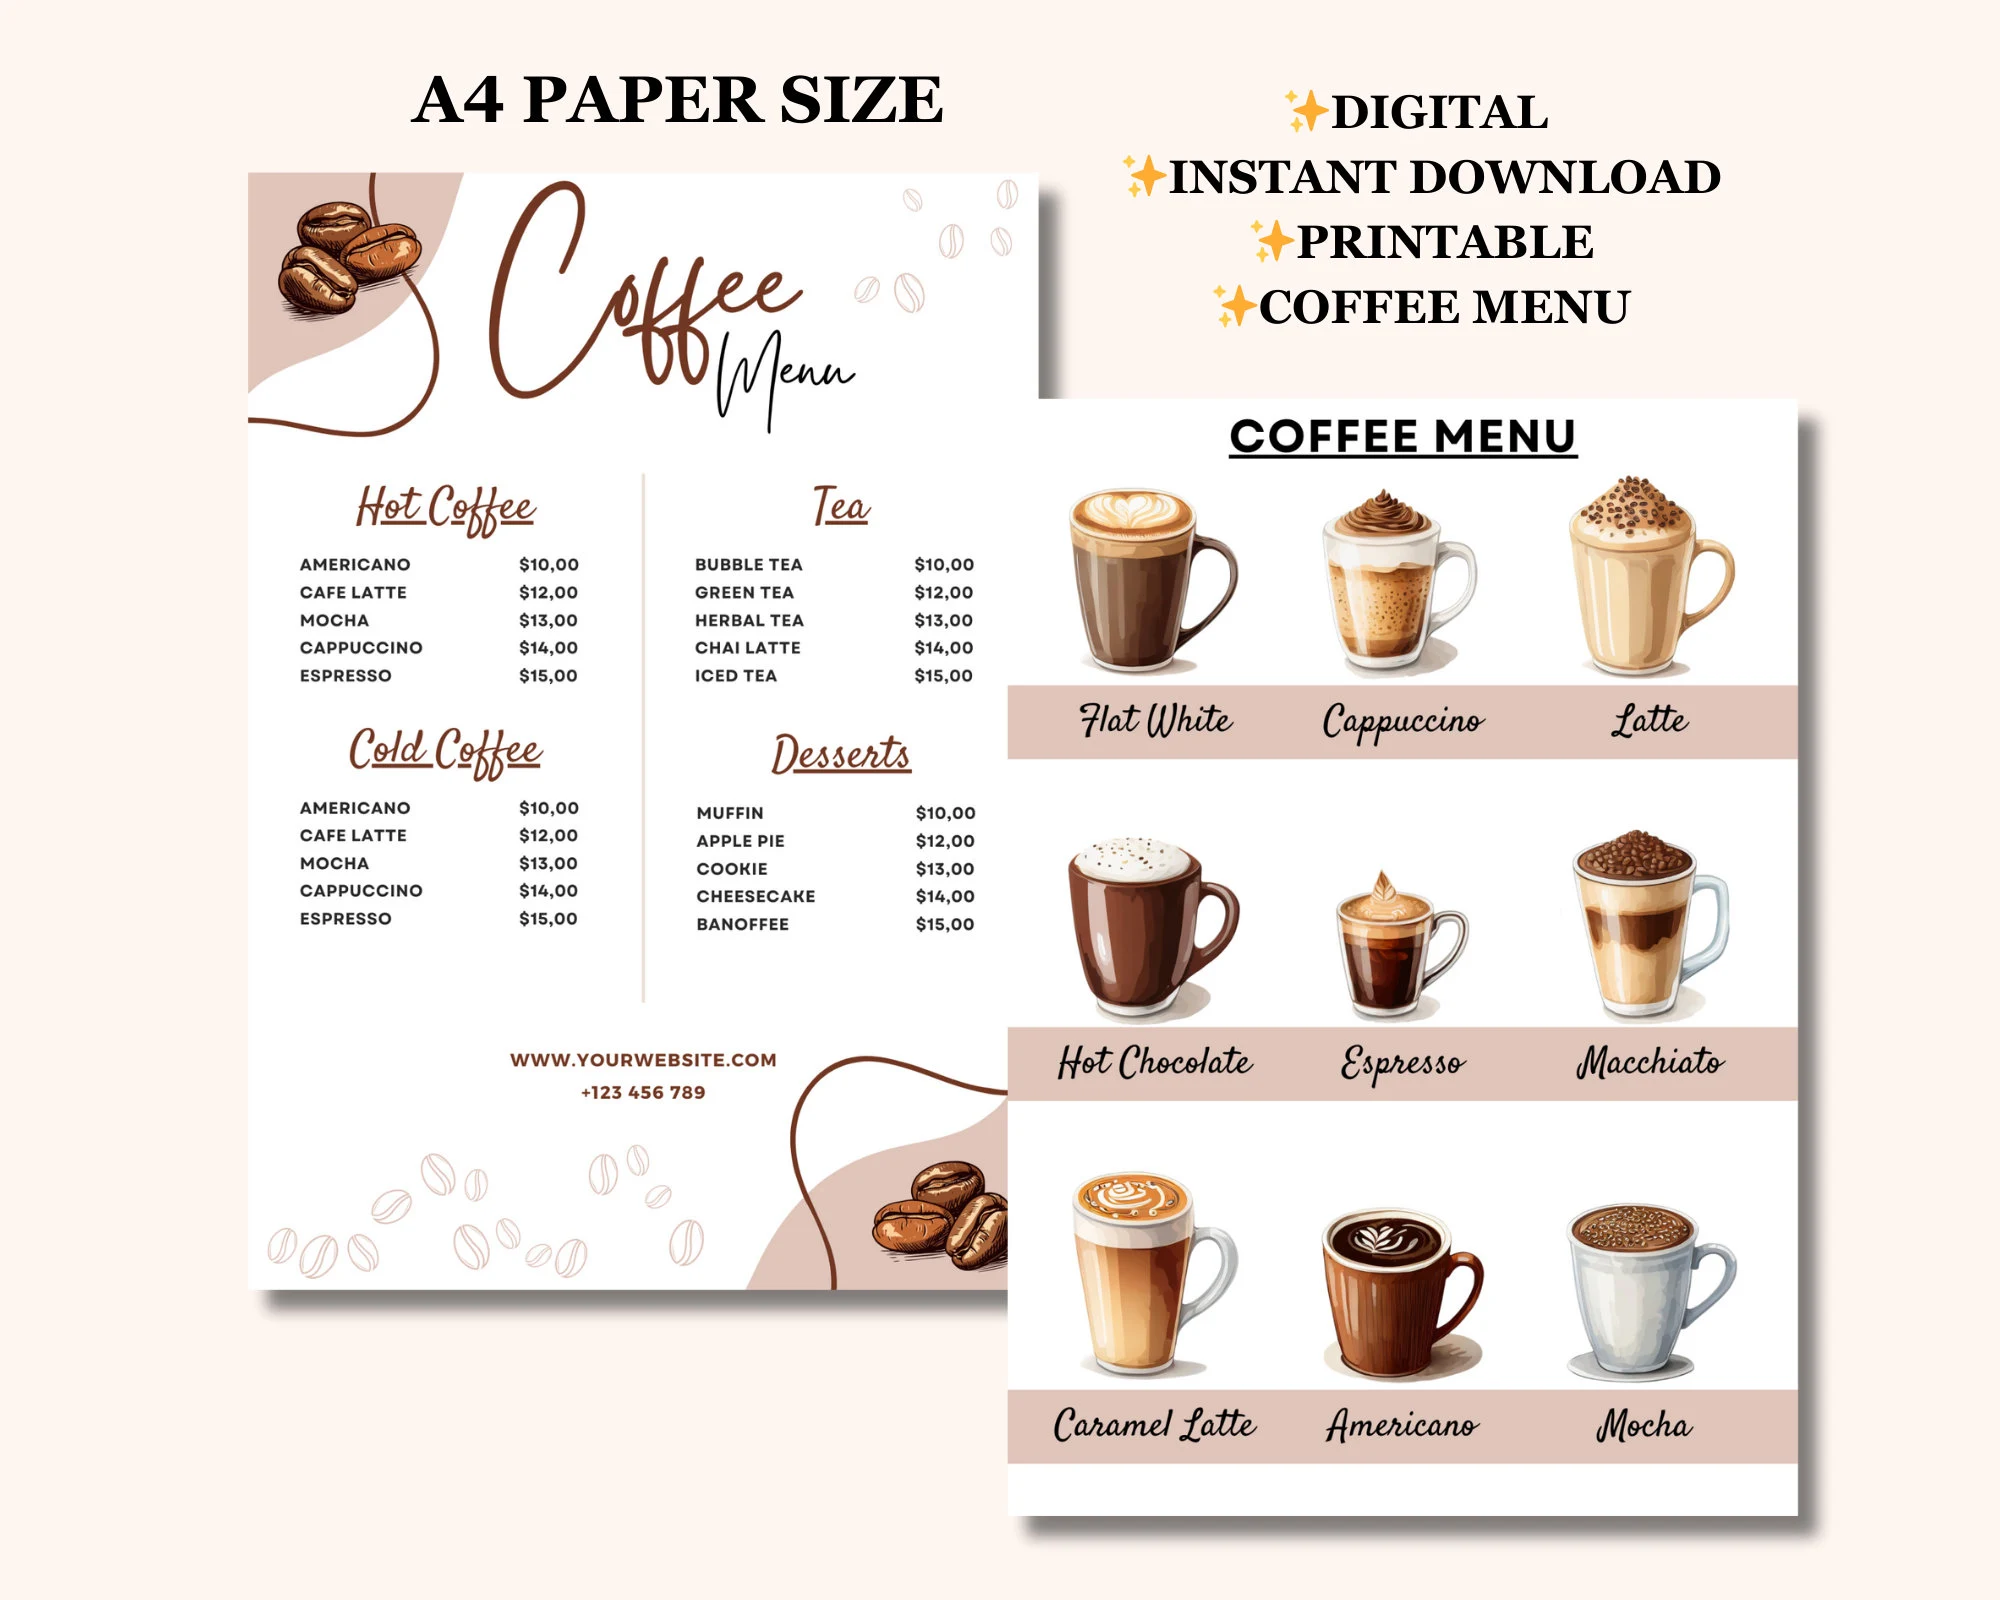 A4 PAPER SIZE
✨DIGITAL
✨INSTANT DOWNLOAD
✨PRINTABLE
✨COFFEE MENU
Coffee
Menu
Hot Coffee
AMERICANO $10,00
CAFE LATTE $12,00
MOCHA $13,00
CAPPUCCINO $14,00
ESPRESSO $15,00
Cold Coffee
AMERICANO $10,00
CAFE LATTE $12,00
MOCHA $13,00
CAPPUCCINO $14,00
ESPRESSO $15,00
Tea
BUBBLE TEA $10,00
GREEN TEA $12,00
HERBAL TEA $13,00
CHAI LATTE $14,00
ICED TEA $15,00
Desserts
MUFFIN $10,00
APPLE PIE $12,00
COOKIE $13,00
CHEESECAKE $14,00
BANOFFEE $15,00
WWW.YOURWEBSITE.COM
+123 456 789
COFFEE MENU
Flat White Cappuccino Latte
Hot Chocolate Espresso Macchiato
Caramel Latte Americano Mocha